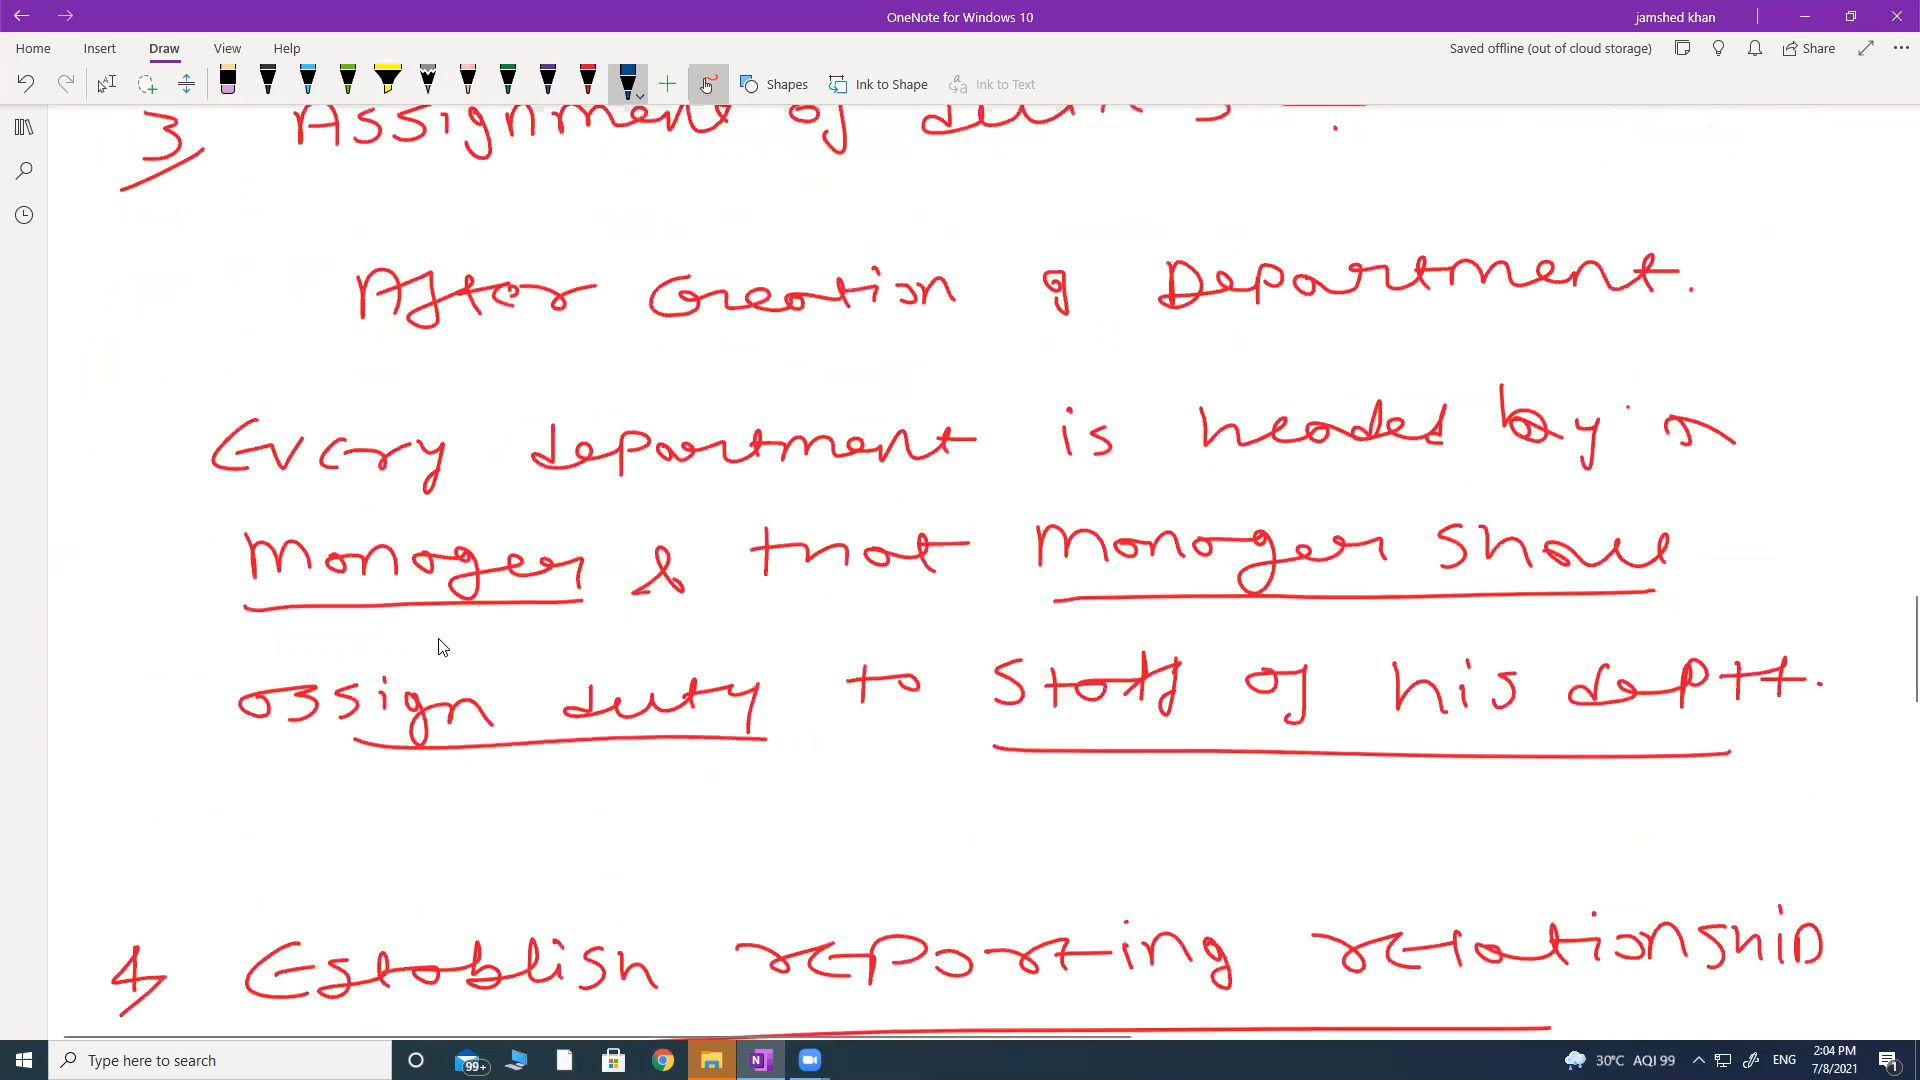 OneNote for Windows 10
jamshed khan
Home Insert Draw View Help
Saved offline (out of cloud storage)
Share
Shapes
Ink to Shape
Ink to Text
3 Assignment of duties :
After Creation of Department.
Every department is headed by a
manager & that manager shall
assign duty to staff of his deptt.
4, Establish reporting relationship
Type here to search
99+
30°C AQI 99
ENG
2:04 PM
7/8/2021
1